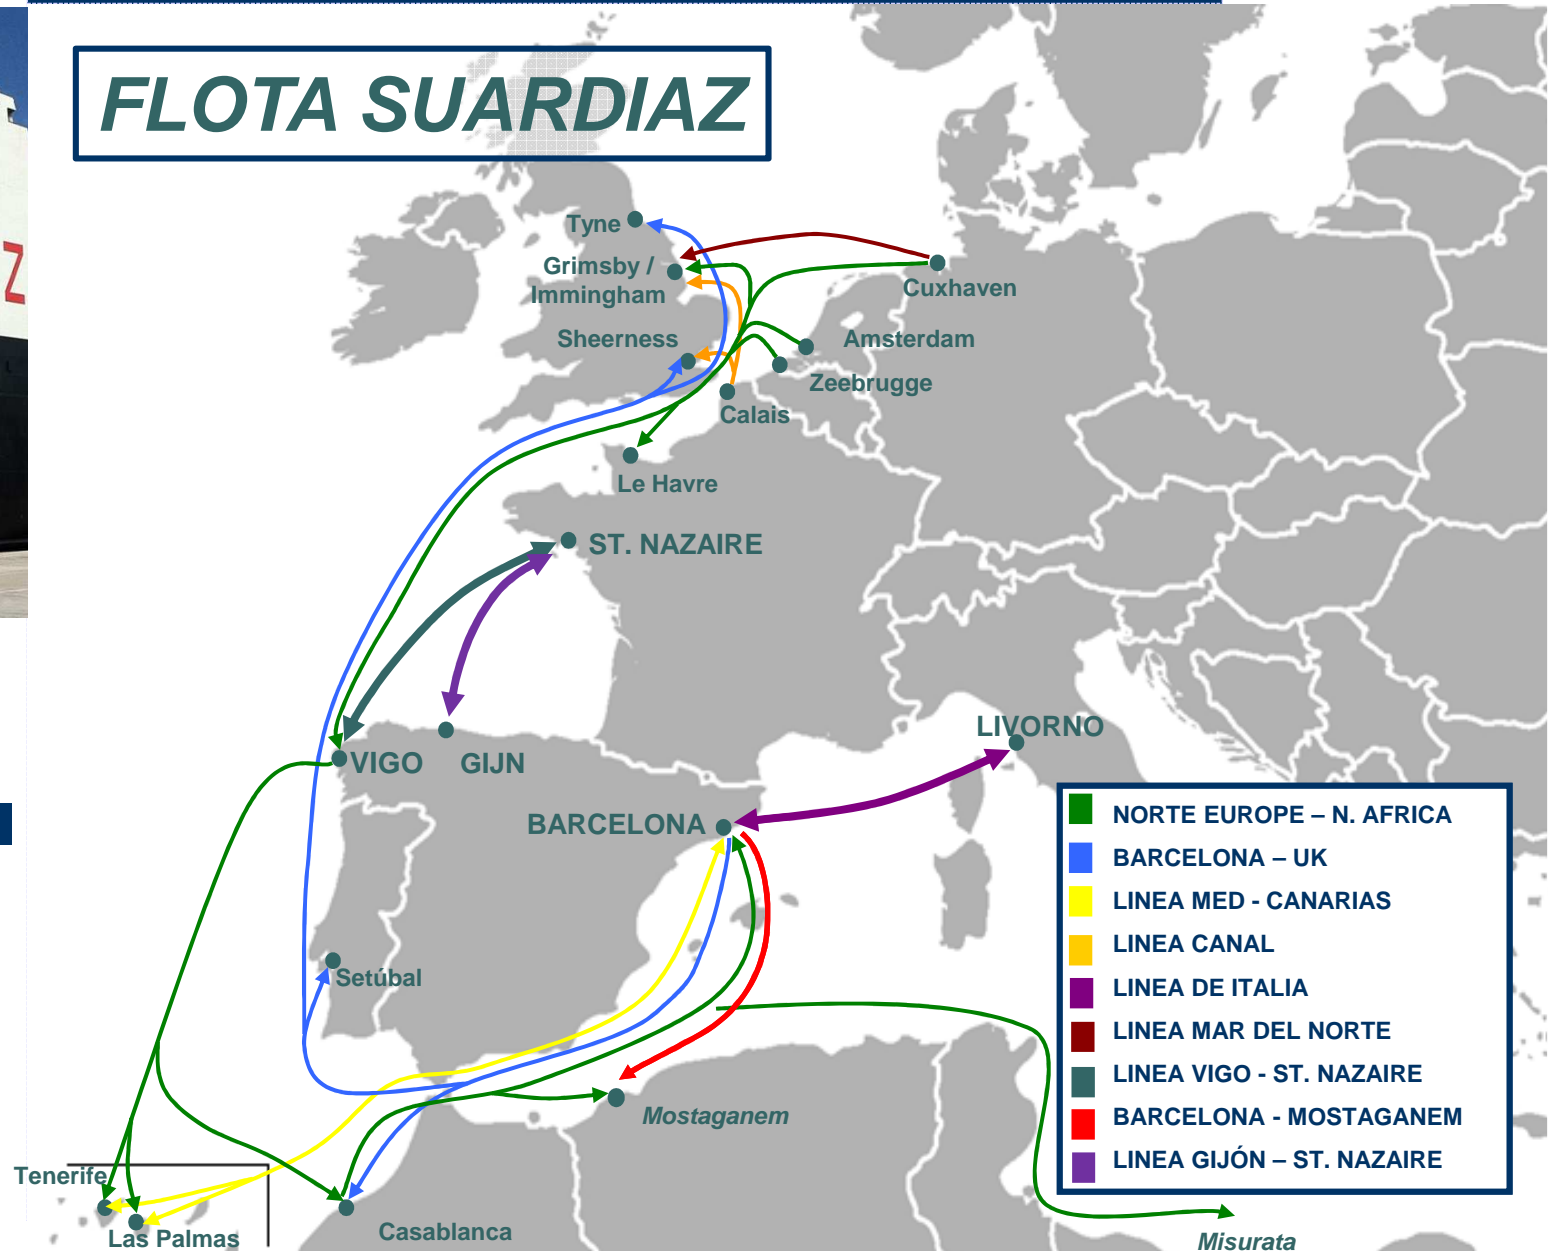 FLOTA SUARDIAZ
Z
Tyne
Grimsby /
Immingham
Cuxhaven
Sheerness
Amsterdam
Zeebrugge
Calais
Le Havre
ST. NAZAIRE
LIVORNO
VIGO
GIJN
BARCELONA
Setúbal
Mostaganem
Tenerife
Las Palmas
Casablanca
Misurata
NORTE EUROPE – N. AFRICA
BARCELONA – UK
LINEA MED - CANARIAS
LINEA CANAL
LINEA DE ITALIA
LINEA MAR DEL NORTE
LINEA VIGO - ST. NAZAIRE
BARCELONA - MOSTAGANEM
LINEA GIJÓN – ST. NAZAIRE